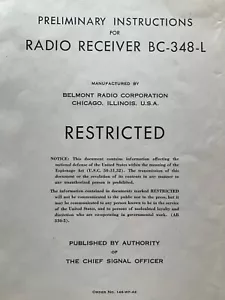 PRELIMINARY INSTRUCTIONS
FOR
RADIO RECEIVER BC-348-L
MANUFACTURED BY
BELMONT RADIO CORPORATION
CHICAGO, ILLINOIS, U.S.A.
RESTRICTED
NOTICE: This document contains information affecting the
national defense of the United States within the meaning of the
Espionage Act (U.S.C. 50-31,32). The transmission of this
document or the revelation of its contents in any manner to
any unauthorized person is prohibited.
The information contained in documents marked RESTRICTED will
not be communicated to the public or to the press, but it
may be communicated to any person known to be in the service
of the United States, and to persons of undoubted loyalty and
discretion who are cooperating in governmental work. (AR
PUBLISHED BY AUTHORITY
OF
THE CHIEF SIGNAL OFFICER
Order No.